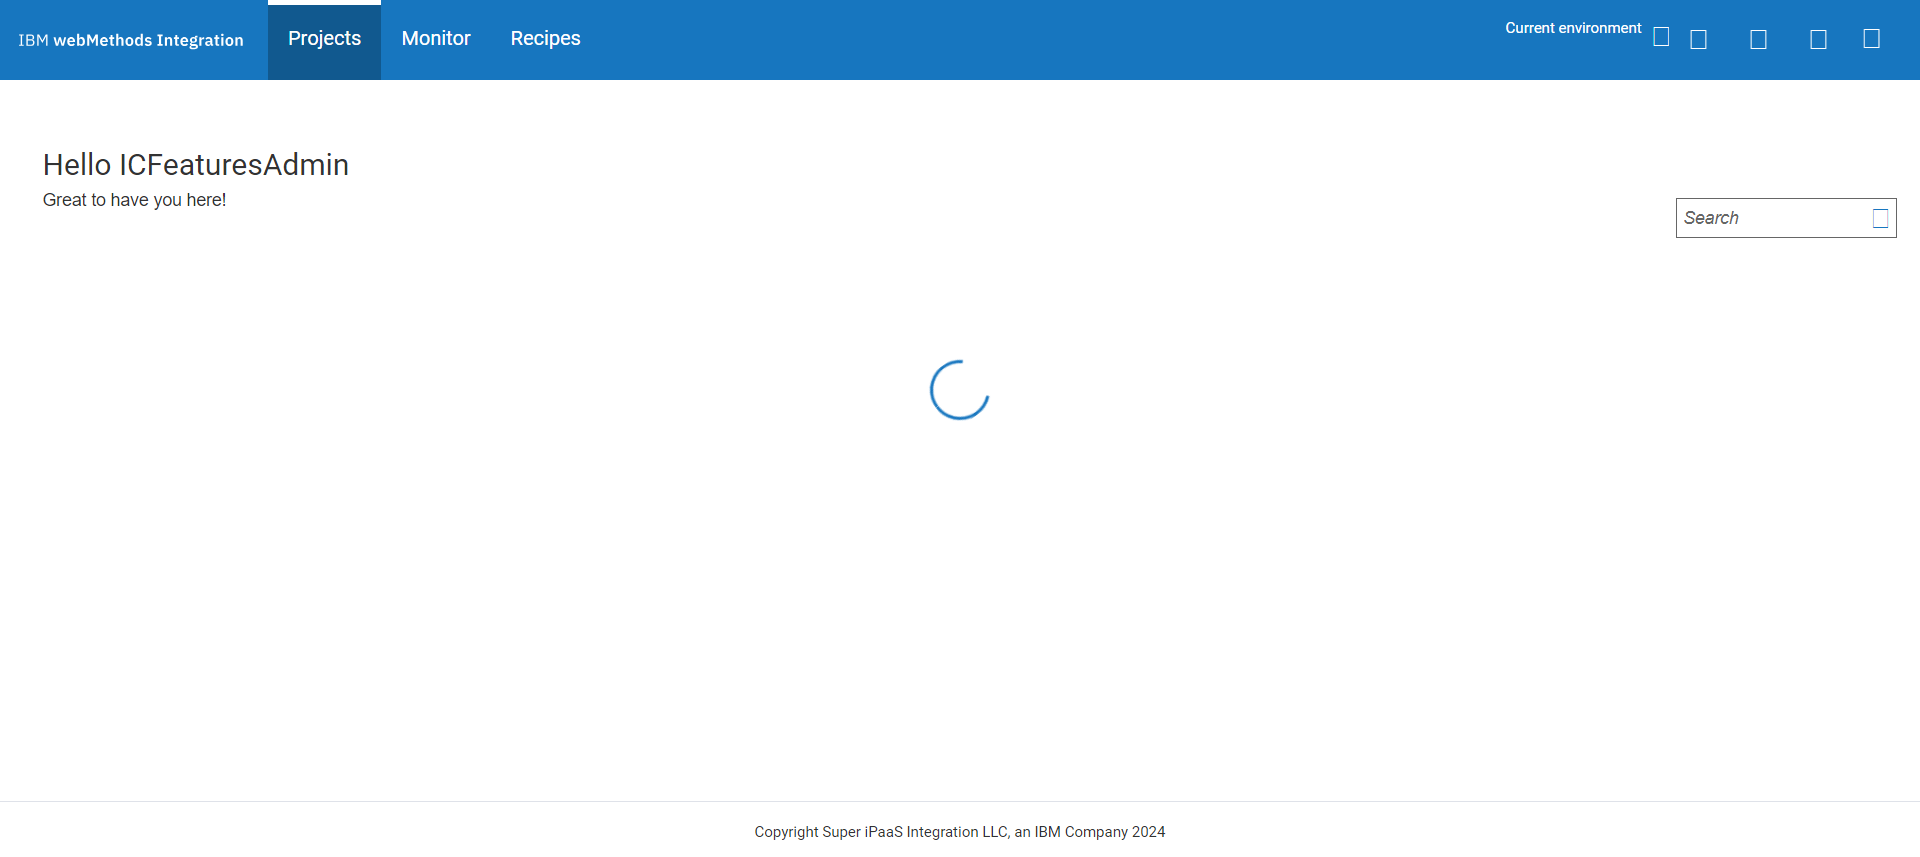 IBM webMethods Integration
Projects
Monitor
Recipes
Current environment
Hello ICFeaturesAdmin
Great to have you here!
Search
Copyright Super iPaaS Integration LLC, an IBM Company 2024